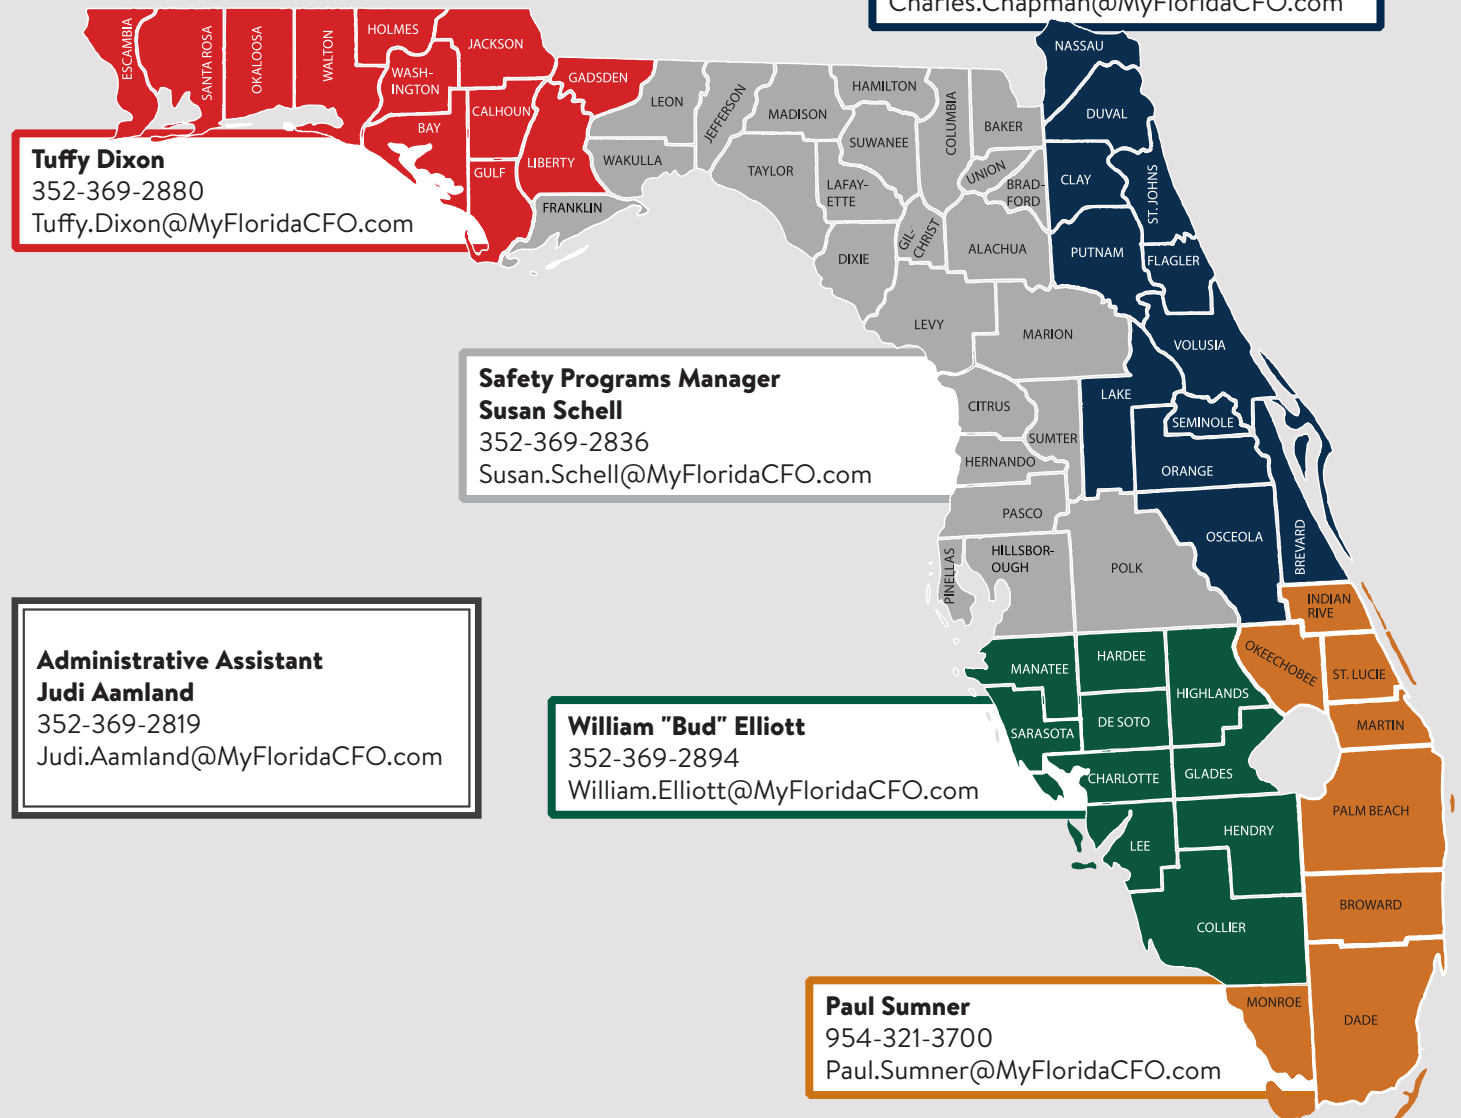 Charles.Chapman@MyFloridaCFO.com
ESCAMBIA
SANTA ROSA
OKALOOSA
WALTON
HOLMES
JACKSON
WASH-
INGTON
BAY
CALHOUN
GULF
LIBERTY
GADSDEN
LEON
WAKULLA
FRANKLIN
JEFFERSON
MADISON
TAYLOR
HAMILTON
SUWANEE
LAFAY-
ETTE
DIXIE
COLUMBIA
GIL-
CHRIST
BAKER
UNION
BRAD-
FORD
ALACHUA
LEVY
MARION
NASSAU
DUVAL
CLAY
ST. JOHNS
PUTNAM
FLAGLER
VOLUSIA
Tuffy Dixon
352-369-2880
Tuffy.Dixon@MyFloridaCFO.com
Safety Programs Manager
Susan Schell
352-369-2836
Susan.Schell@MyFloridaCFO.com
CITRUS
SUMTER
HERNANDO
PASCO
PINELLAS
HILLSBOR-
OUGH
POLK
LAKE
SEMINOLE
ORANGE
OSCEOLA
BREVARD
INDIAN
RIVE
OKEECHOBEE
ST. LUCIE
MARTIN
PALM BEACH
BROWARD
DADE
MONROE
MANATEE
HARDEE
HIGHLANDS
SARASOTA
DE SOTO
CHARLOTTE
GLADES
LEE
HENDRY
COLLIER
Administrative Assistant
Judi Aamland
352-369-2819
Judi.Aamland@MyFloridaCFO.com
William "Bud" Elliott
352-369-2894
William.Elliott@MyFloridaCFO.com
Paul Sumner
954-321-3700
Paul.Sumner@MyFloridaCFO.com